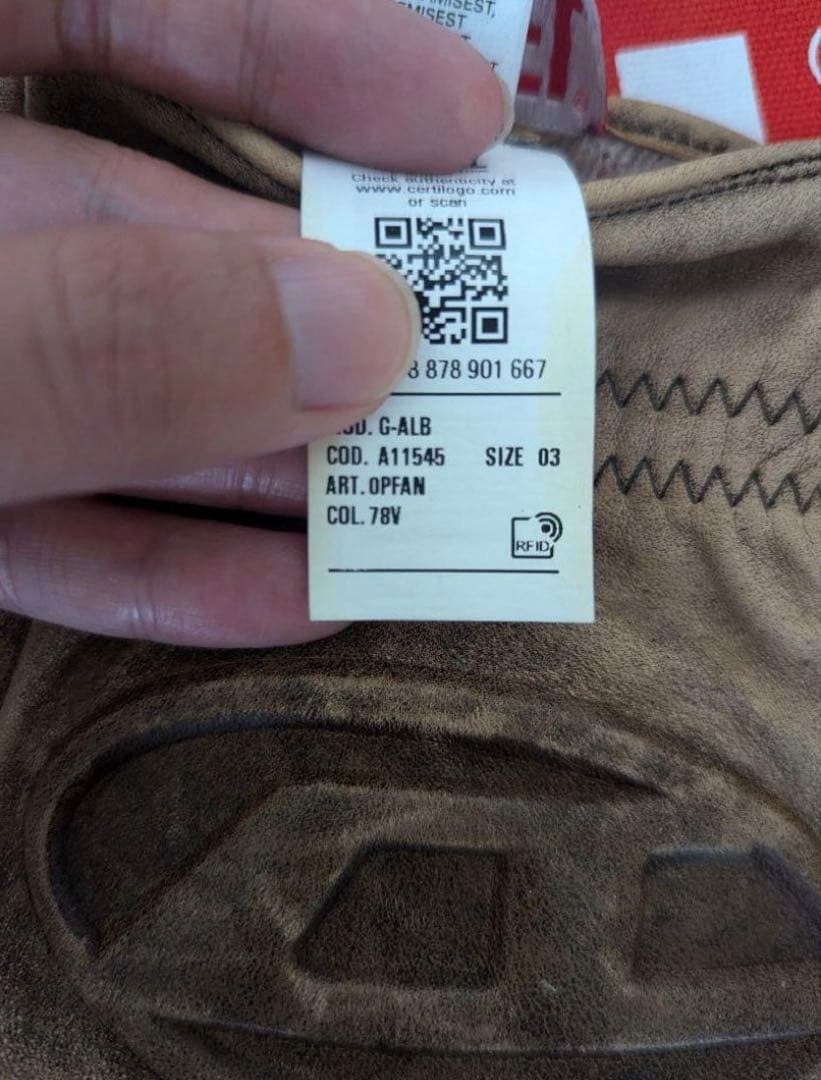 MISEST
Check authenticity at
www.certilogo.com
or scan
8 878 901 667
G-ALB
COD. A11545 SIZE 03
ART. OPFAN
COL. 78V
RFID